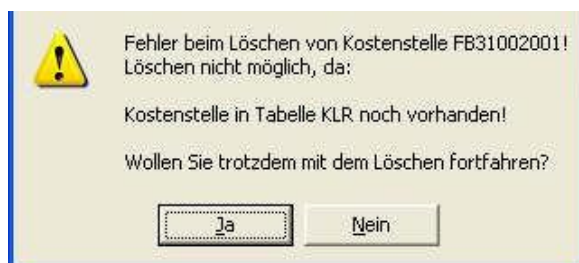 Fehler beim Löschen von Kostenstelle FB31002001!
Löschen nicht möglich, da:
Kostenstelle in Tabelle KLR noch vorhanden!
Wollen Sie trotzdem mit dem Löschen fortfahren?
Ja Nein